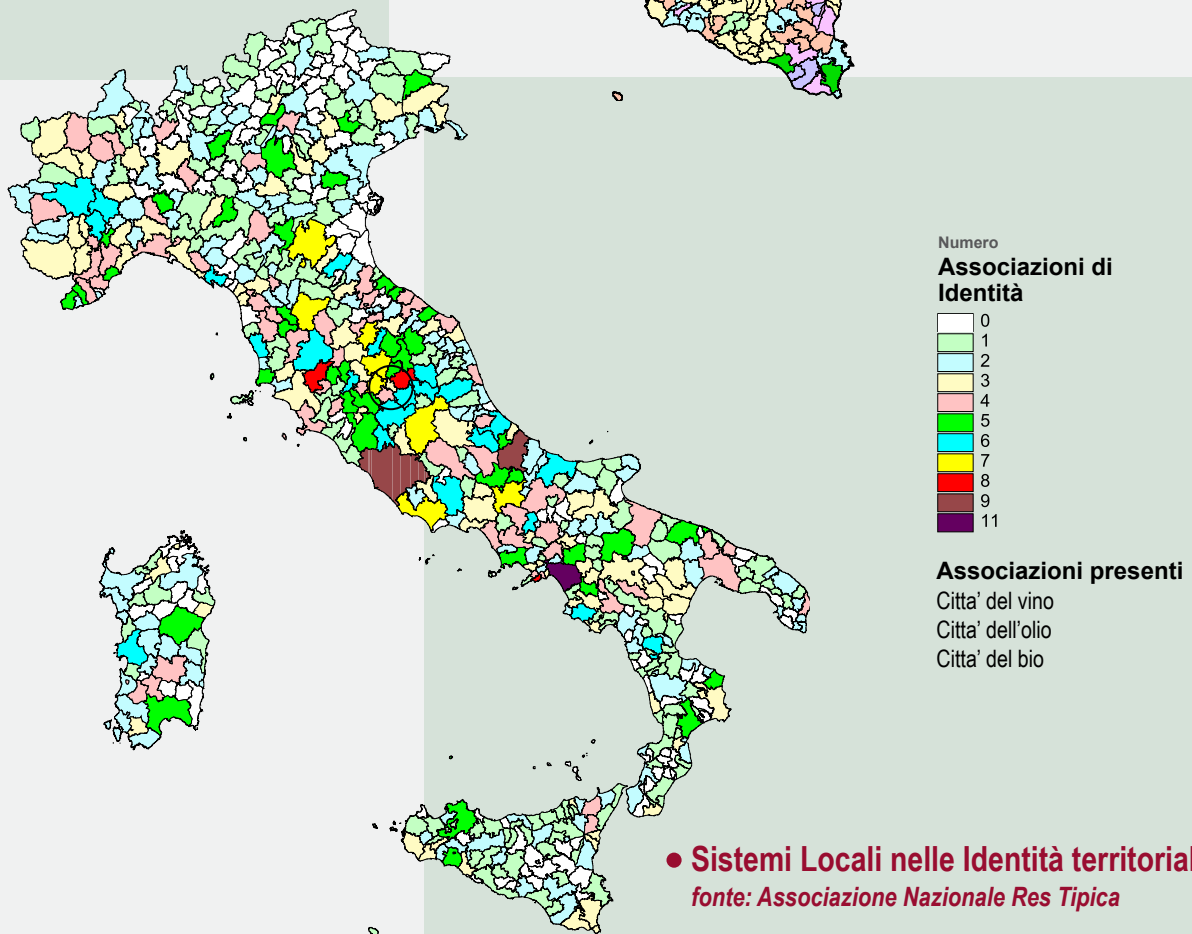 Numero
Associazioni di
Identità
0
1
2
3
4
5
6
7
8
9
11
Associazioni presenti
Citta' del vino
Citta' dell'olio
Citta' del bio
• Sistemi Locali nelle Identità territorial
fonte: Associazione Nazionale Res Tipica